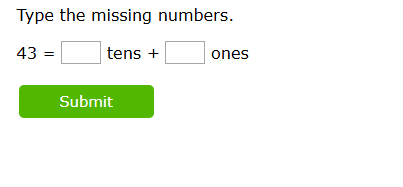 Type the missing numbers.
43 = tens + ones
Submit